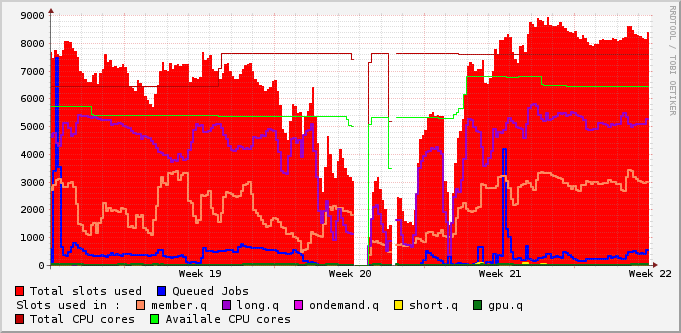 9000
8000
7000
6000
5000
4000
3000
2000
1000
0
Week 19 Week 20 Week 21 Week 22
RRDTOOL / TOBI OETIKER
Total slots used Queued Jobs
Slots used in : member.q long.q ondemand.q short.q gpu.q
Total CPU cores Availale CPU cores